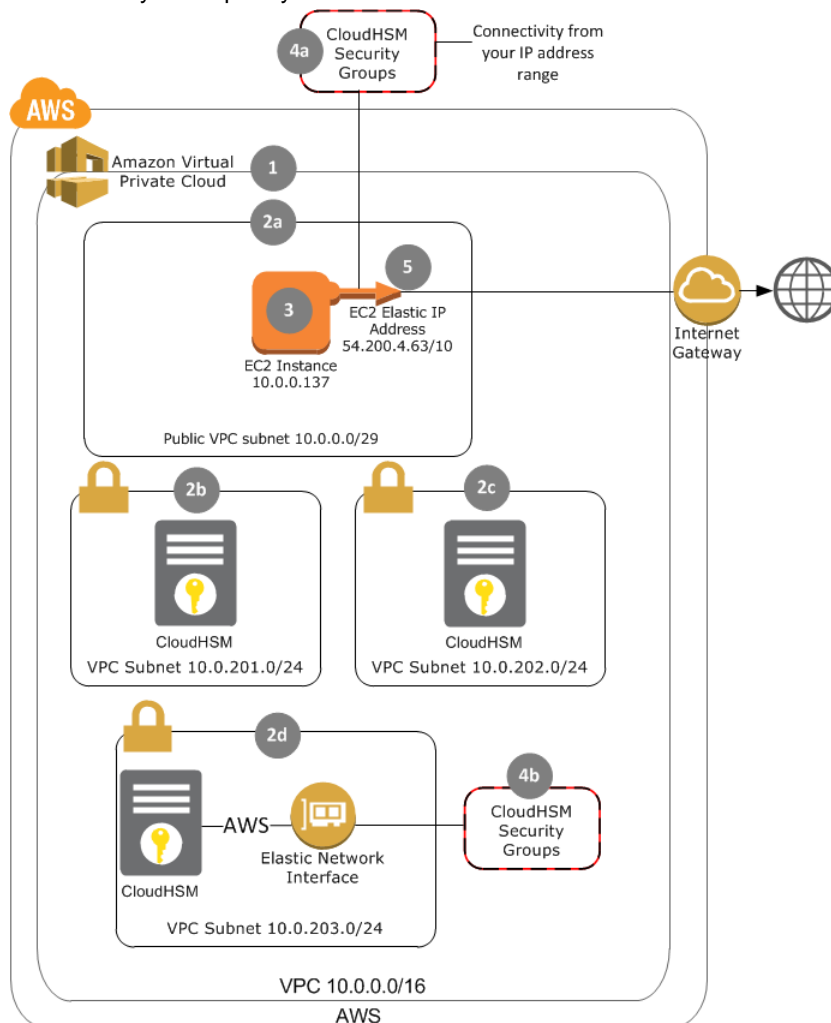 CloudHSM
Security
Groups
4a
Connectivity from
your IP address
range
AWS
Amazon Virtual
Private Cloud
1
2a
3
5
EC2 Elastic IP
Address
54.200.4.63/10
EC2 Instance
10.0.0.137
Internet
Gateway
Public VPC subnet 10.0.0.0/29
2b
CloudHSM
VPC Subnet 10.0.201.0/24
2c
CloudHSM
VPC Subnet 10.0.202.0/24
2d
AWS
CloudHSM
Elastic Network
Interface
VPC Subnet 10.0.203.0/24
4b
CloudHSM
Security
Groups
VPC 10.0.0.0/16
AWS